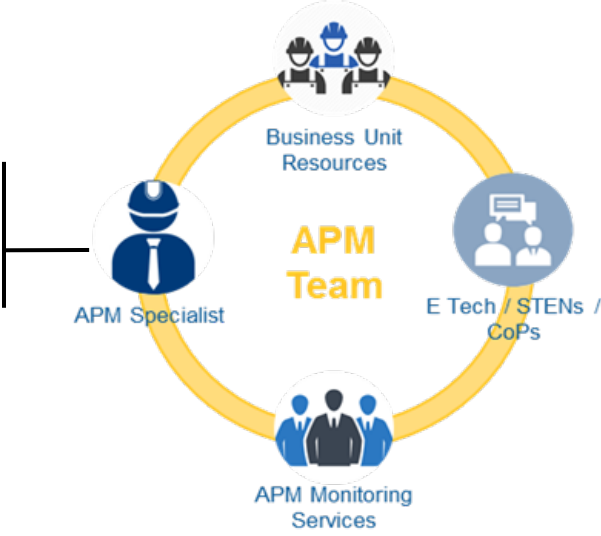 Business Unit
Resources
APM
Team
APM Specialist
E Tech / STENs /
CoPs
APM Monitoring
Services